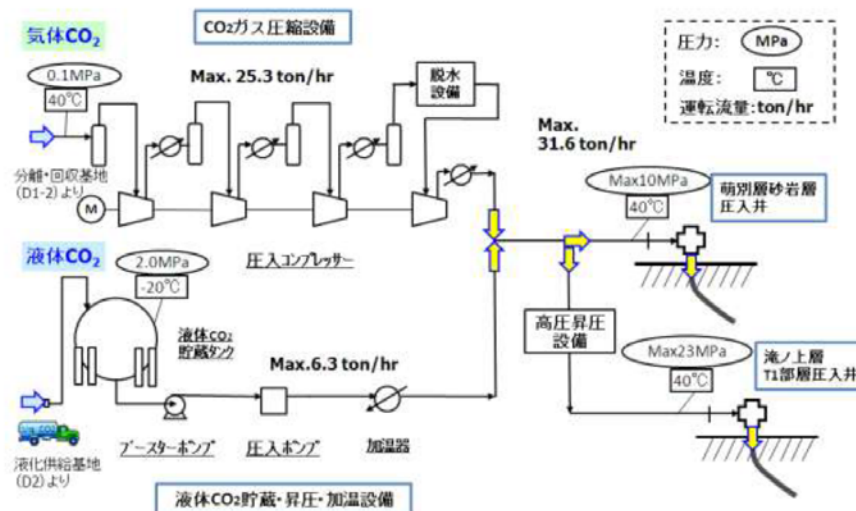 気体CO₂
CO₂ガス圧縮設備
圧力: MPa
温度: ℃
運転流量:ton/hr
0.1MPa
40℃
Max. 25.3 ton/hr
脱水
設備
分離・回収基地
(D1-2)より
M
圧入コンプレッサー
Max.
31.6 ton/hr
Max10MPa
40℃
萌別層砂岩層
圧入井
液体CO₂
2.0MPa
-20℃
液体CO₂
貯蔵タンク
Max.6.3 ton/hr
高圧昇圧
設備
Max23MPa
40℃
滝ノ上層
T1部層圧入井
ブースターポンプ
圧入ポンプ
加温器
液化供給基地
(D2)より
液体CO₂貯蔵・昇圧・加温設備